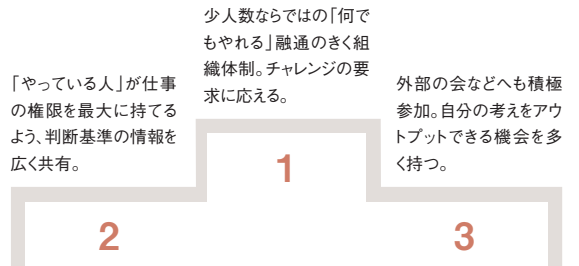 少人数ならではの「何で
もやれる」融通のきく組
織体制。チャレンジの要
求に応える。
「やっている人」が仕事
の権限を最大に持てる
よう、判断基準の情報を
広く共有。
外部の会などへも積極
参加。自分の考えをアウ
トプットできる機会を多
く持つ。
1
2
3